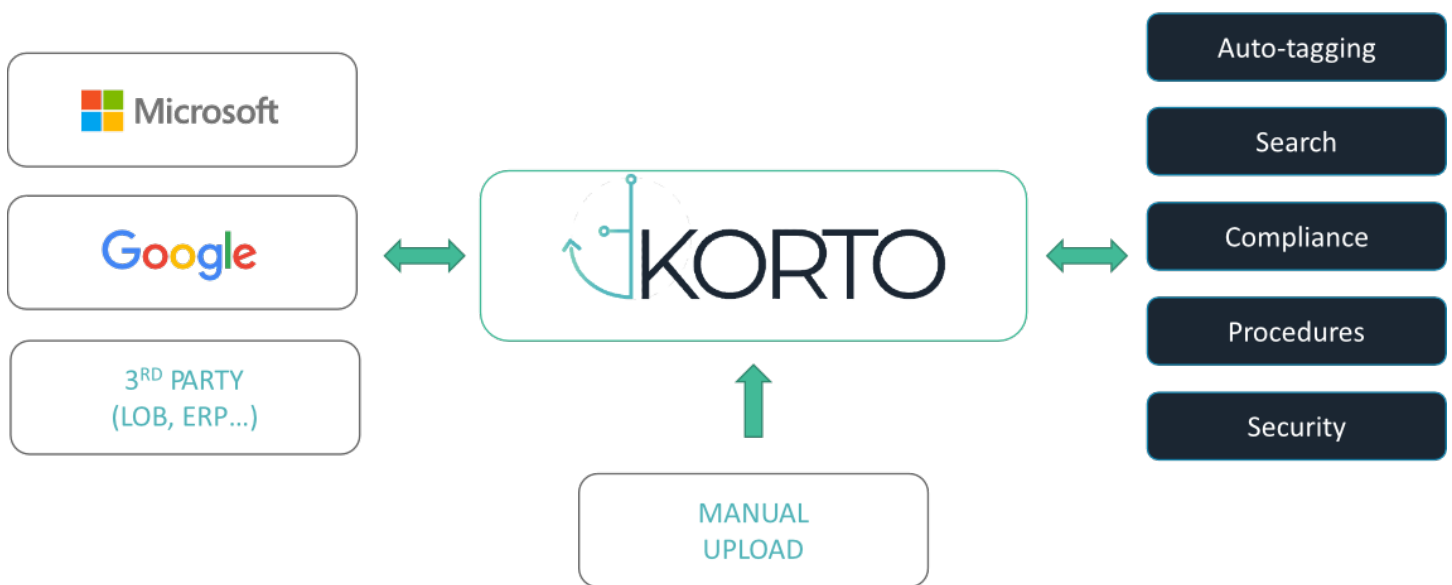 Microsoft
Google
3RD PARTY
(LOB, ERP...)
KORTO
MANUAL
UPLOAD
Auto-tagging
Search
Compliance
Procedures
Security